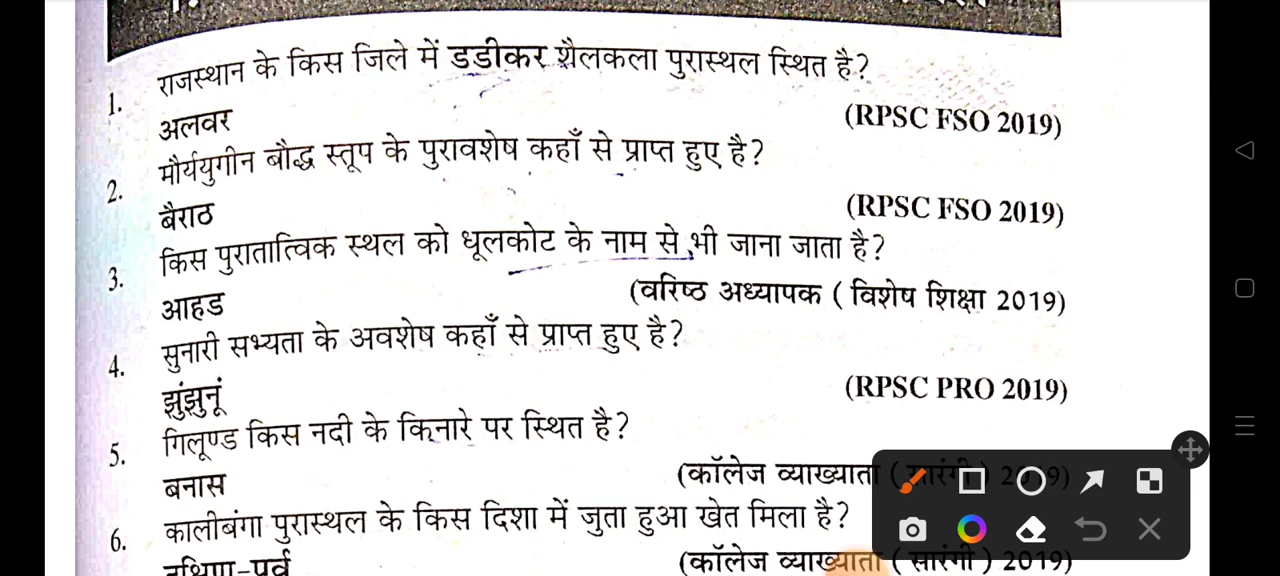 1. राजस्थान के किस जिले में डडीकर शैलकला पुरास्थल स्थित है?
अलवर (RPSC FSO 2019)
2. मौर्ययुगीन बौद्ध स्तूप के पुरावशेष कहाँ से प्राप्त हुए है?
बैराठ (RPSC FSO 2019)
3. किस पुरातात्विक स्थल को धूलकोट के नाम से भी जाना जाता है?
आहड (वरिष्ठ अध्यापक ( विशेष शिक्षा 2019)
4. सुनारी सभ्यता के अवशेष कहाँ से प्राप्त हुए है?
झुंझुनूं (RPSC PRO 2019)
5. गिलूण्ड किस नदी के किनारे पर स्थित है?
बनास (कॉलेज व्याख्याता ( सारंगी ) 2019)
6. कालीबंगा पुरास्थल के किस दिशा में जुता हुआ खेत मिला है?
दक्षिण-पूर्व (कॉलेज व्याख्याता ( सारंगी ) 2019)